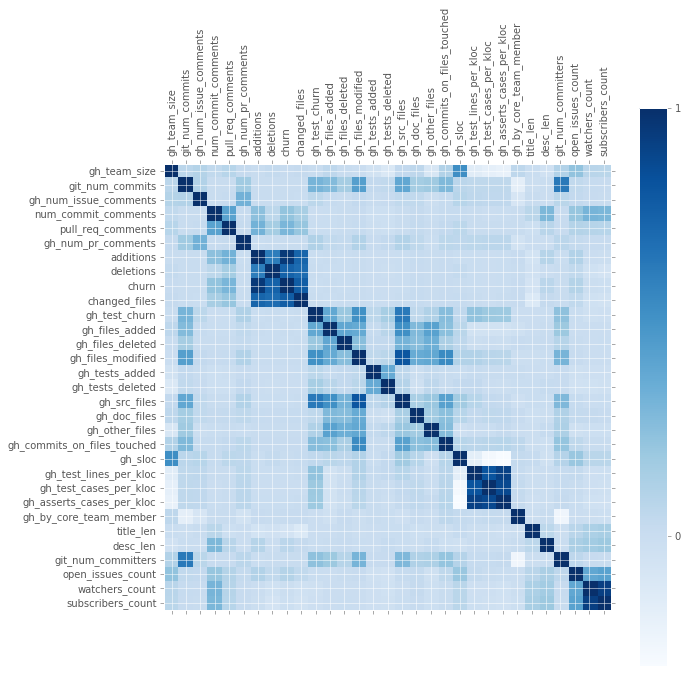 gh_team_size
git_num_commits
gh_num_issue_comments
num_commit_comments
pull_req_comments
gh_num_pr_comments
additions
deletions
churn
changed_files
gh_test_churn
gh_files_added
gh_files_deleted
gh_files_modified
gh_tests_added
gh_tests_deleted
gh_src_files
gh_doc_files
gh_other_files
gh_commits_on_files_touched
gh_sloc
gh_test_lines_per_kloc
gh_test_cases_per_kloc
gh_asserts_cases_per_kloc
gh_by_core_team_member
title_len
desc_len
git_num_committers
open_issues_count
watchers_count
subscribers_count
gh_team_size
git_num_commits
gh_num_issue_comments
num_commit_comments
pull_req_comments
gh_num_pr_comments
additions
deletions
churn
changed_files
gh_test_churn
gh_files_added
gh_files_deleted
gh_files_modified
gh_tests_added
gh_tests_deleted
gh_src_files
gh_doc_files
gh_other_files
gh_commits_on_files_touched
gh_sloc
gh_test_lines_per_kloc
gh_test_cases_per_kloc
gh_asserts_cases_per_kloc
gh_by_core_team_member
title_len
desc_len
git_num_committers
open_issues_count
watchers_count
subscribers_count
1
0